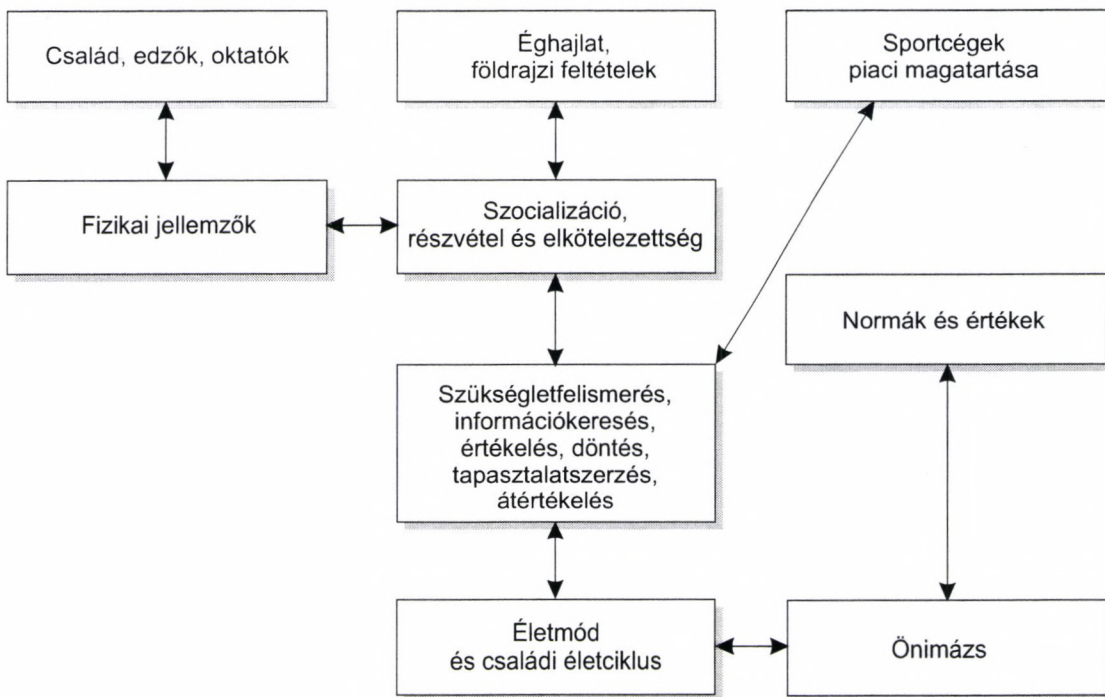 Család, edzők, oktatók
Éghajlat,
földrajzi feltételek
Sportcégek
piaci magatartása
Fizikai jellemzők
Szocializáció,
részvétel és elkötelezettség
Normák és értékek
Szükségletfelismerés,
információkeresés,
értékelés, döntés,
tapasztalatszerzés,
átértékelés
Életmód
és családi életciklus
Önimázs